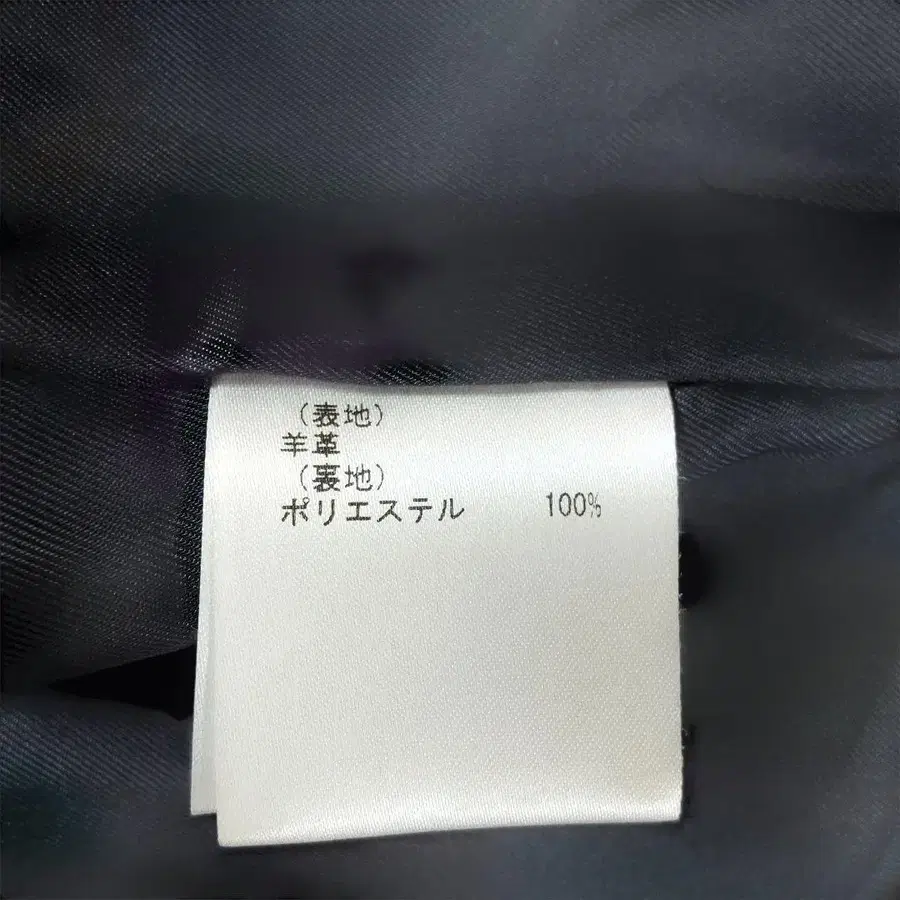 (表地)
羊革
(裏地)
ポリエステル 100%